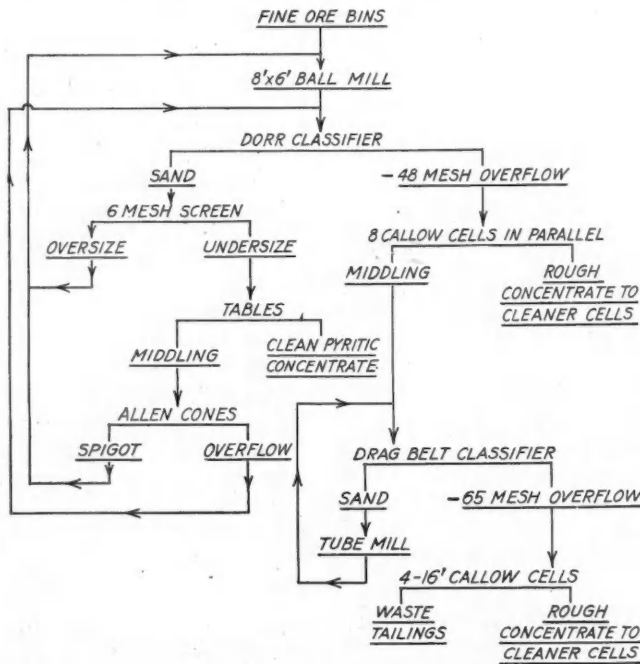 FINE ORE BINS
8'x6' BALL MILL
DORR CLASSIFIER
SAND
-48 MESH OVERFLOW
6 MESH SCREEN
8 CALLOW CELLS IN PARALLEL
OVERSIZE
UNDERSIZE
MIDDLING
ROUGH
CONCENTRATE TO
CLEANER CELLS
TABLES
MIDDLING
CLEAN PYRITIC
CONCENTRATE
ALLEN CONES
SPIGOT
OVERFLOW
DRAG BELT CLASSIFIER
SAND
-65 MESH OVERFLOW
TUBE MILL
4-16' CALLOW CELLS
WASTE
TAILINGS
ROUGH
CONCENTRATE TO
CLEANER CELLS